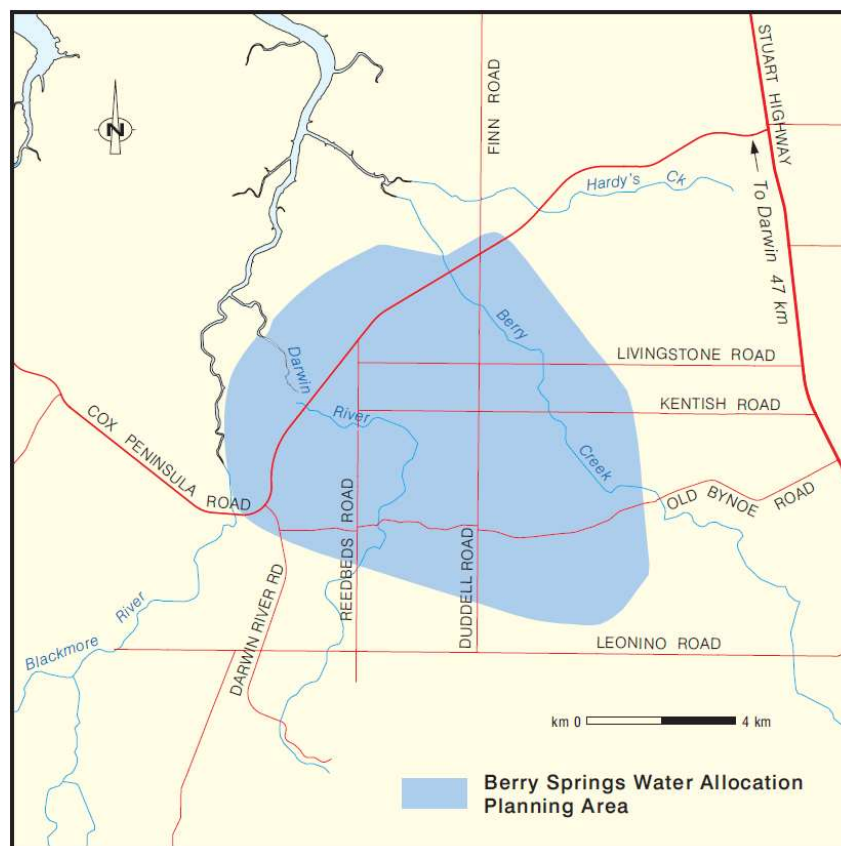 STUART HIGHWAY
FINN ROAD
N
Hardy's Ck
To Darwin 47 km
Berry
Creek
Darwin
River
LIVINGSTONE ROAD
KENTISH ROAD
COX PENINSULA ROAD
OLD BYNOE ROAD
REEDBEDS ROAD
DUDDELL ROAD
DARWIN RIVER RD
Blackmore River
LEONINO ROAD
km 0 4 km
Berry Springs Water Allocation
Planning Area